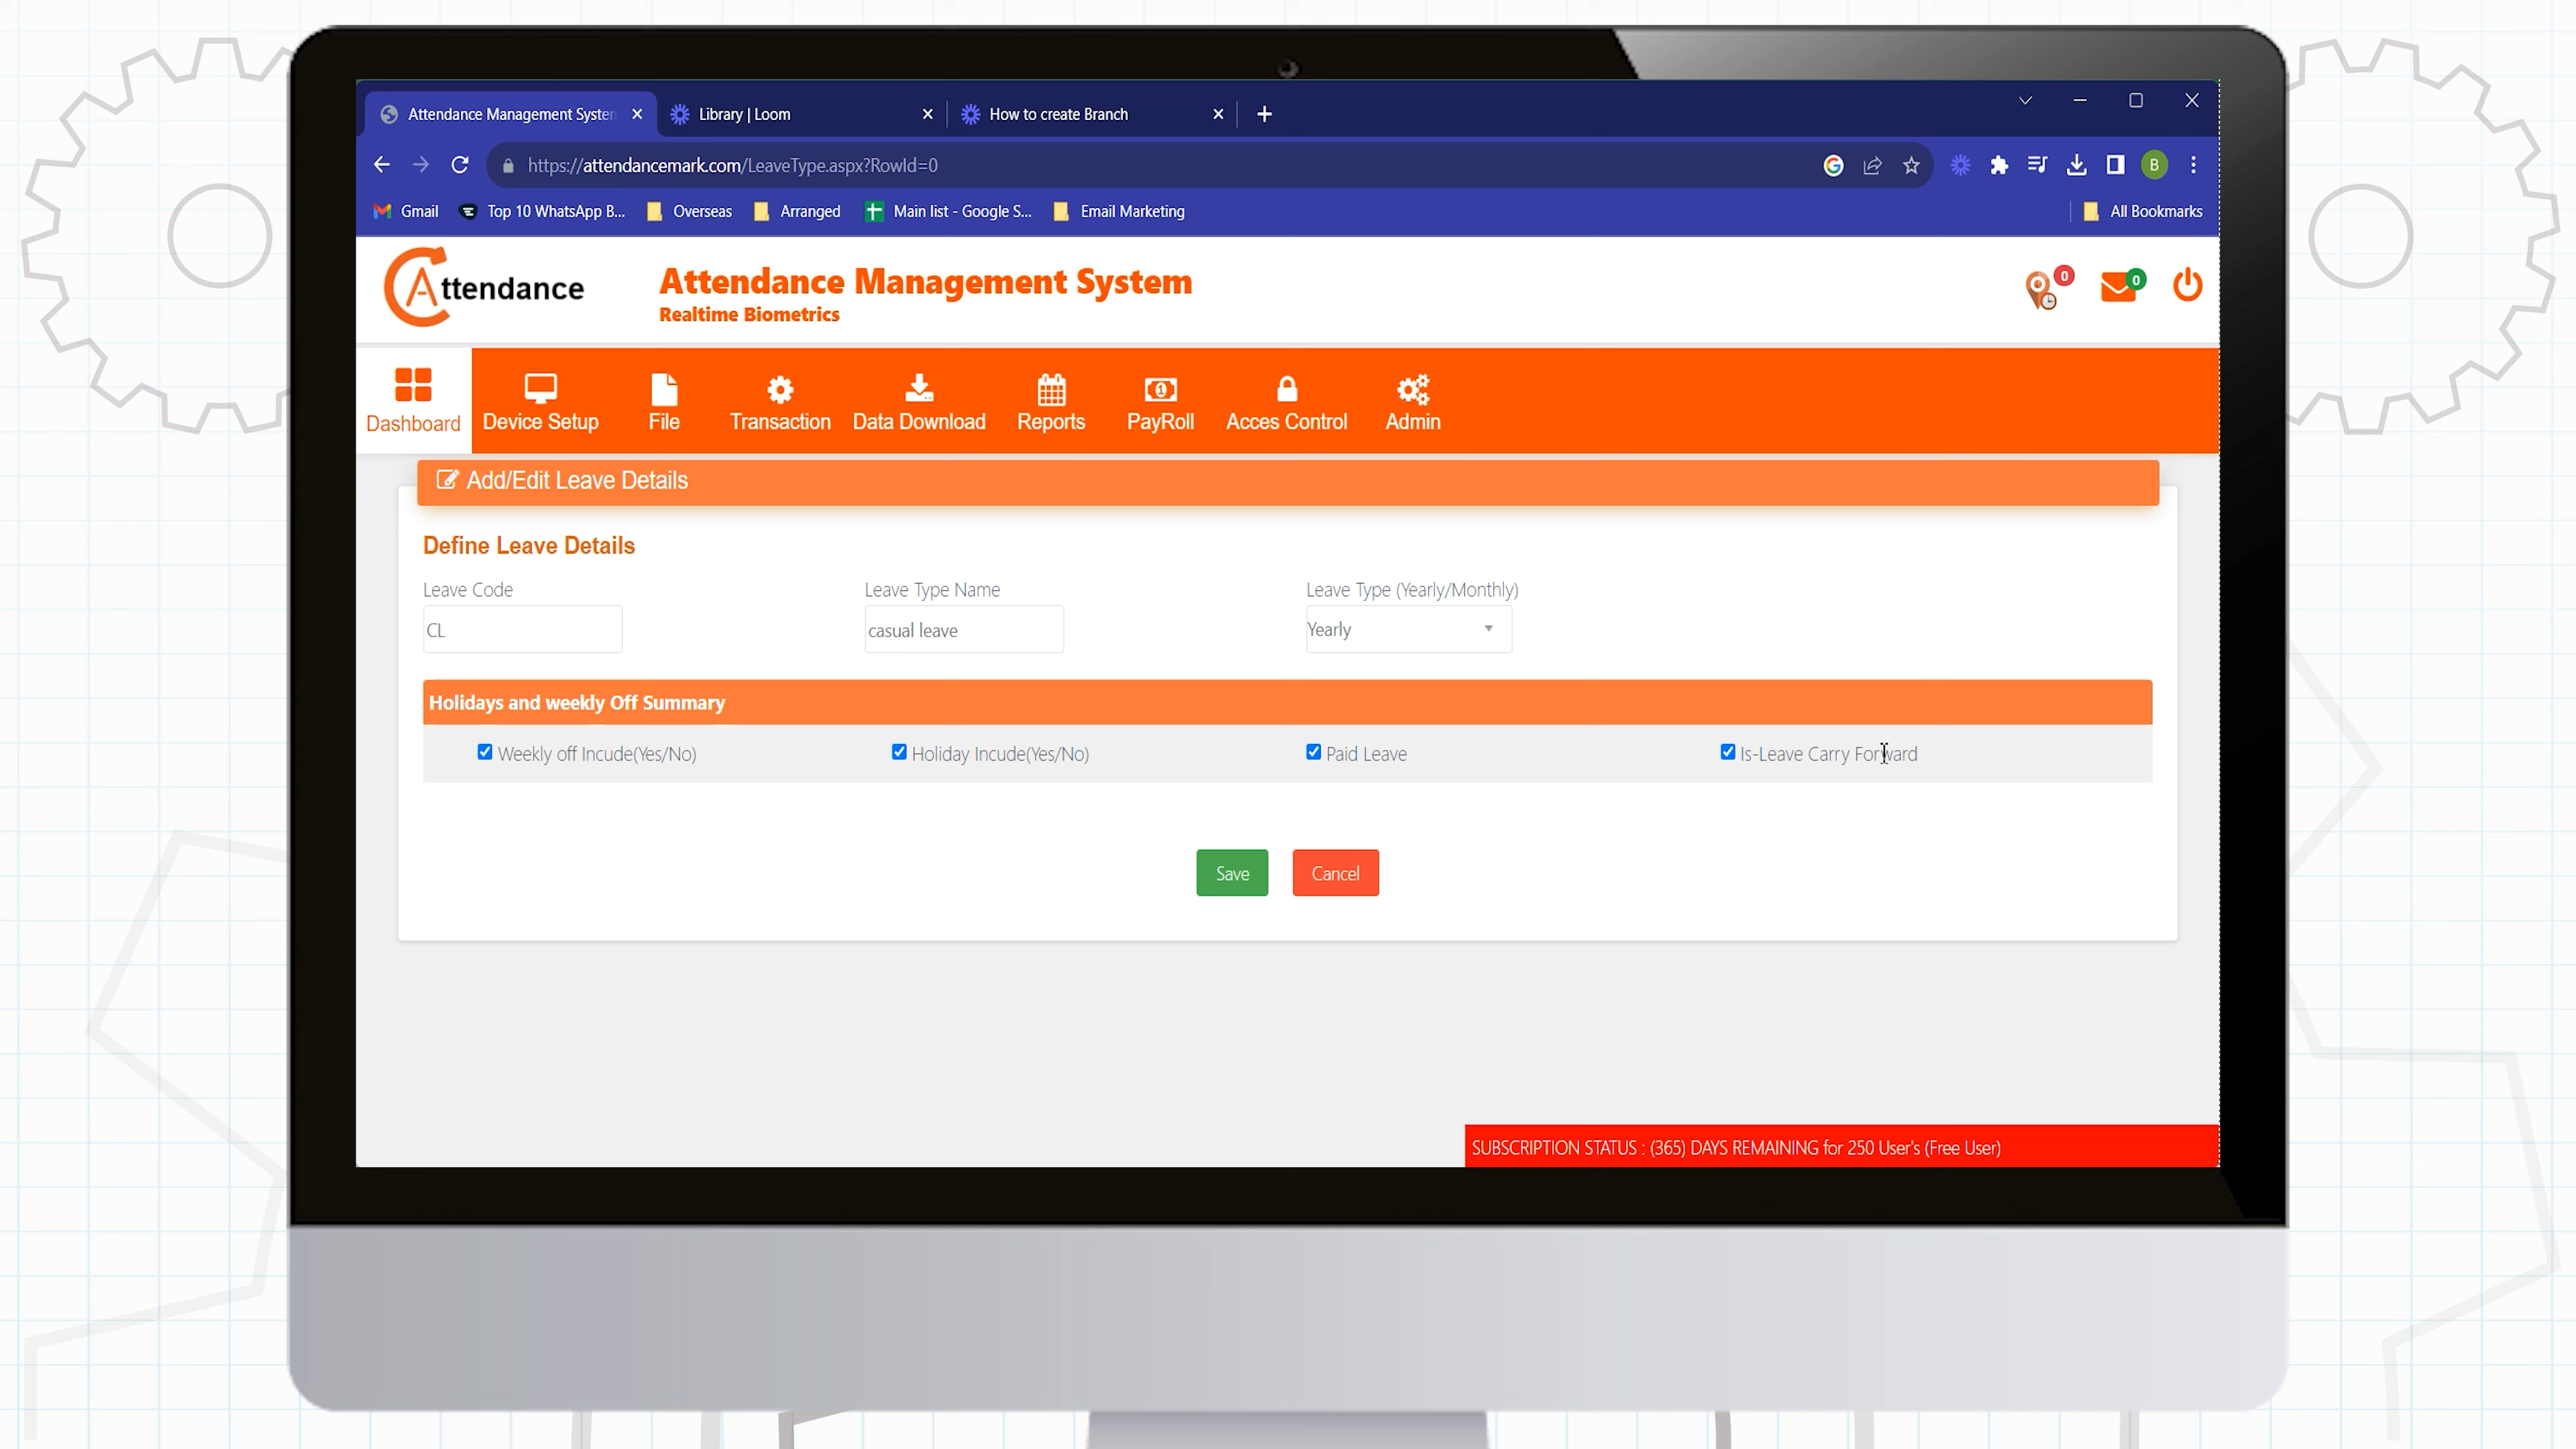 Attendance Management System
Library | Loom
How to create Branch
https://attendancemark.com/LeaveType.aspx?RowId=0
B
Gmail
Top 10 WhatsApp B...
Overseas
Arranged
Main list - Google S...
Email Marketing
All Bookmarks
Attendance
Attendance Management System
Realtime Biometrics
0
0
Dashboard
Device Setup
File
Transaction
Data Download
Reports
PayRoll
Acces Control
Admin
Add/Edit Leave Details
Define Leave Details
Leave Code
Leave Type Name
Leave Type (Yearly/Monthly)
CL
casual leave
Yearly
Holidays and weekly Off Summary
Weekly off Incude(Yes/No)
Holiday Incude(Yes/No)
Paid Leave
Is-Leave Carry Forward
Save
Cancel
SUBSCRIPTION STATUS : (365) DAYS REMAINING for 250 User's (Free User)